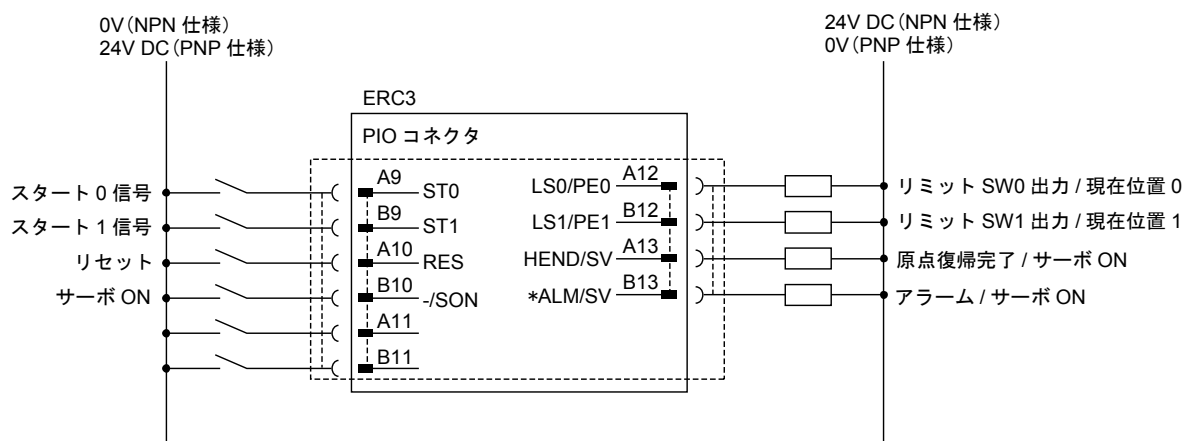 0V(NPN 仕様)
24V DC(PNP 仕様)
24V DC(NPN 仕様)
0V(PNP 仕様)
ERC3
PIO コネクタ
スタート 0 信号
A9
ST0
LS0/PE0
A12
リミット SW0 出力 / 現在位置 0
スタート 1 信号
B9
ST1
LS1/PE1
B12
リミット SW1 出力 / 現在位置 1
リセット
A10
RES
HEND/SV
A13
原点復帰完了 / サーボ ON
サーボ ON
B10
-/SON
*ALM/SV
B13
アラーム / サーボ ON
A11
B11